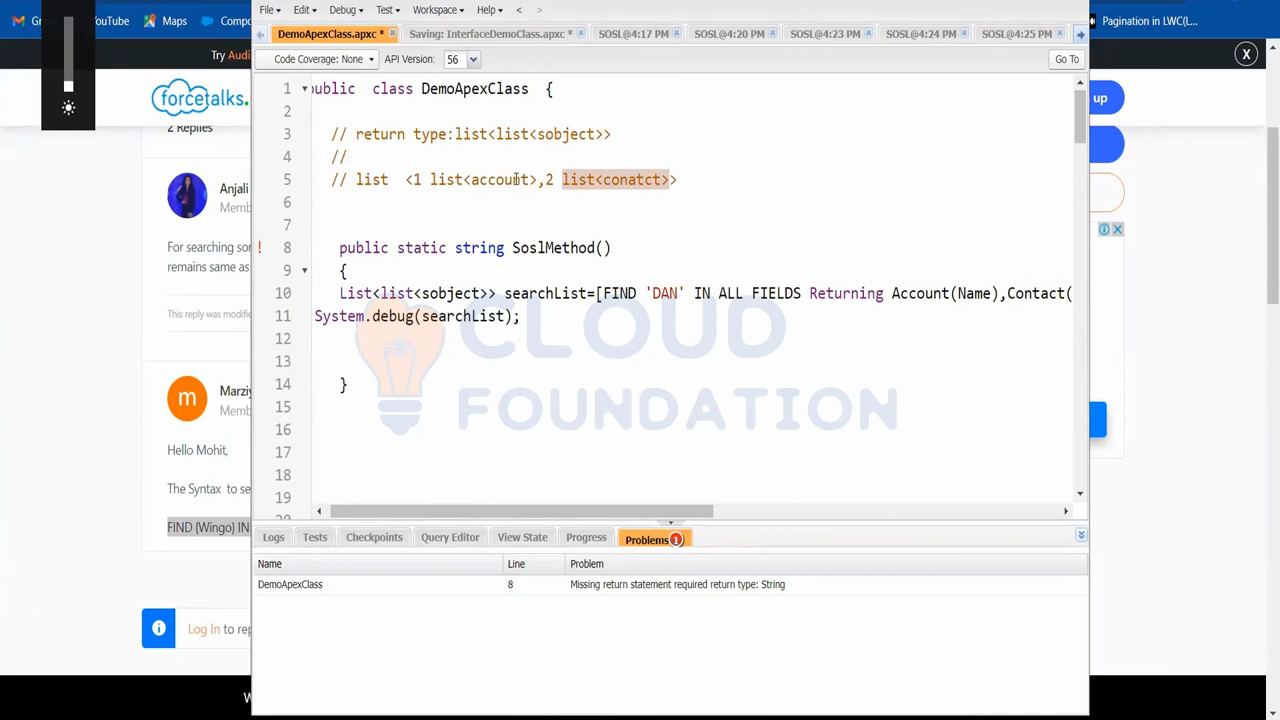 File Edit Debug Test Workspace Help < >
YouTube Maps Pagination in LWC(L...
DemoApexClass.apxc * Saving: InterfaceDemoClass.apxc * SOSL@4:17 PM SOSL@4:20 PM SOSL@4:23 PM SOSL@4:24 PM SOSL@4:25 PM
Try X
Code Coverage: None API Version: 56 Go To
forcetalks. up
2 Replies
1 public class DemoApexClass {
2
3 // return type:list<list<sobject>>
4 //
5 // list <1 list<account>,2 list<conatct>>
6
7
8 public static string SoslMethod()
9 {
10 List<list<sobject>> searchList=[FIND 'DAN' IN ALL FIELDS Returning Account(Name),Contact(
11 System.debug(searchList);
12
13
14 }
15
16
17
18
19
CLOUD
FOUNDATION
Anjali
For searching
remains same as
This reply was
m
Hello Mohit,
The Syntax to
FIND {Wingo} IN
Log In to
Logs Tests Checkpoints Query Editor View State Progress Problems 1
Name Line Problem
DemoApexClass 8 Missing return statement required return type: String